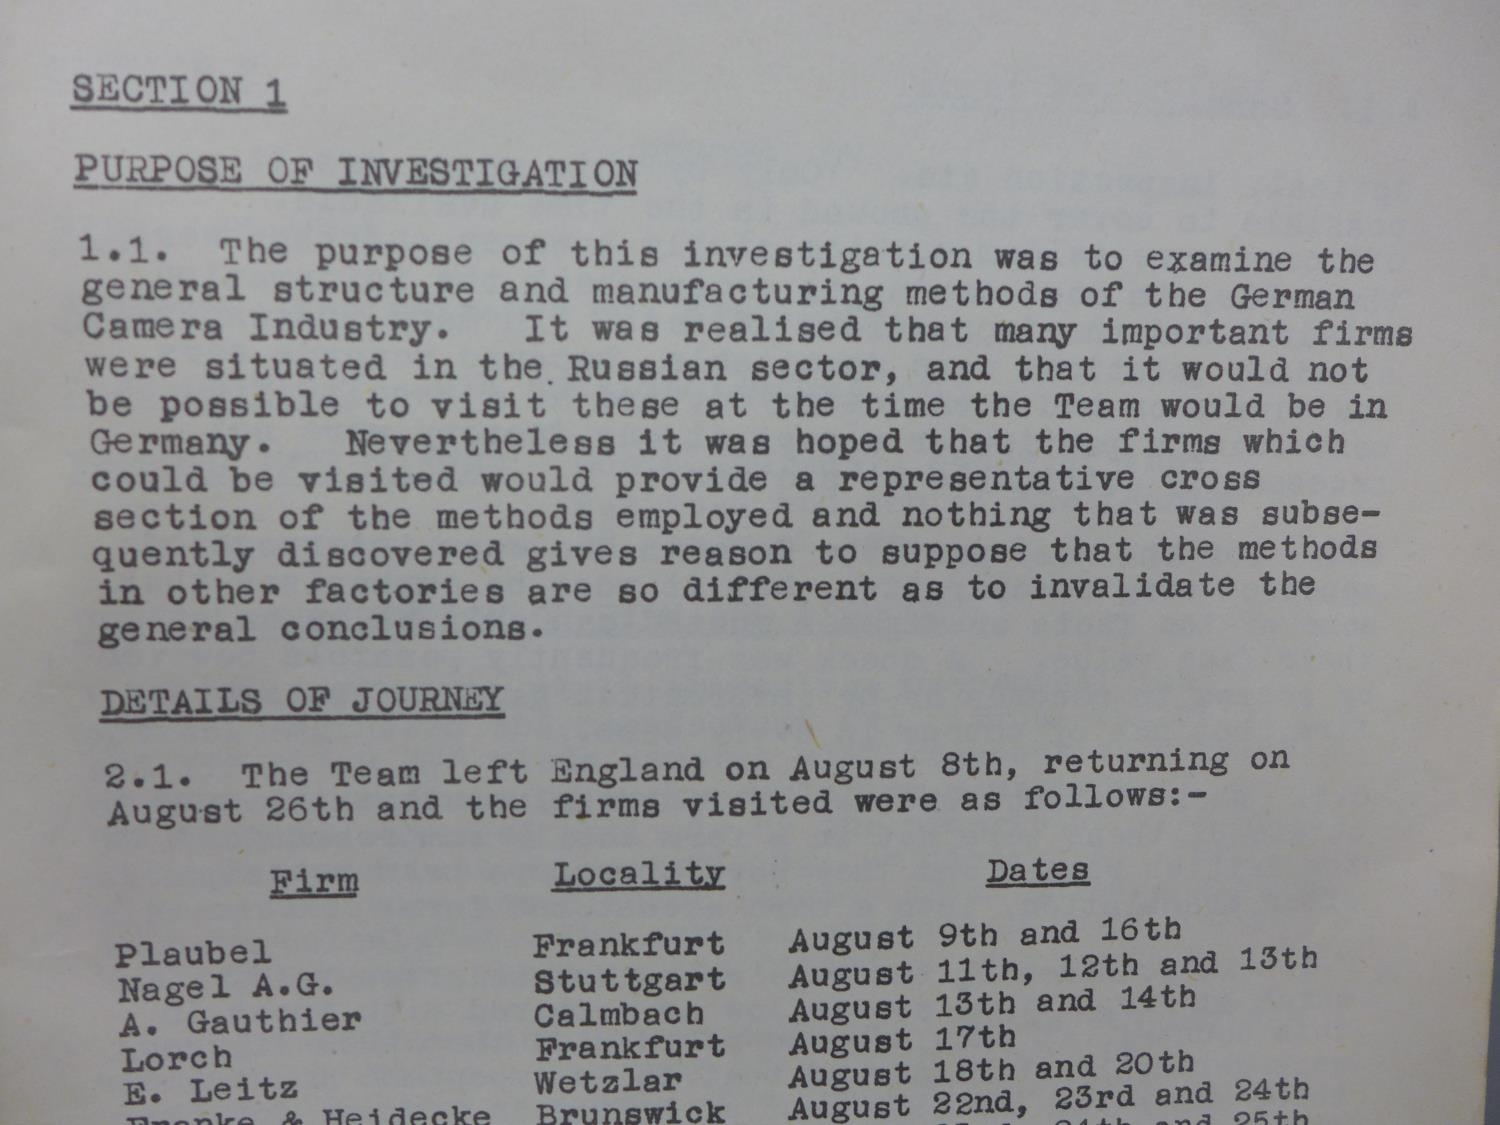 SECTION 1
PURPOSE OF INVESTIGATION
1.1. The purpose of this investigation was to examine the
general structure and manufacturing methods of the German
Camera Industry. It was realised that many important firms
were situated in the Russian sector, and that it would not
be possible to visit these at the time the Team would be in
Germany. Nevertheless it was hoped that the firms which
could be visited would provide a representative cross
section of the methods employed and nothing that was subse-
quently discovered gives reason to suppose that the methods
in other factories are so different as to invalidate the
general conclusions.
DETAILS OF JOURNEY
2.1. The Team left England on August 8th, returning on
August 26th and the firms visited were as follows:-
Firm Locality Dates
Plaubel Frankfurt August 9th and 16th
Nagel A.G. Stuttgart August 11th, 12th and 13th
A. Gauthier Calmbach August 13th and 14th
Lorch Frankfurt August 17th
E. Leitz Wetzlar August 18th and 20th
Franke & Heidecke Brunswick August 22nd, 23rd and 24th
24th and 25th